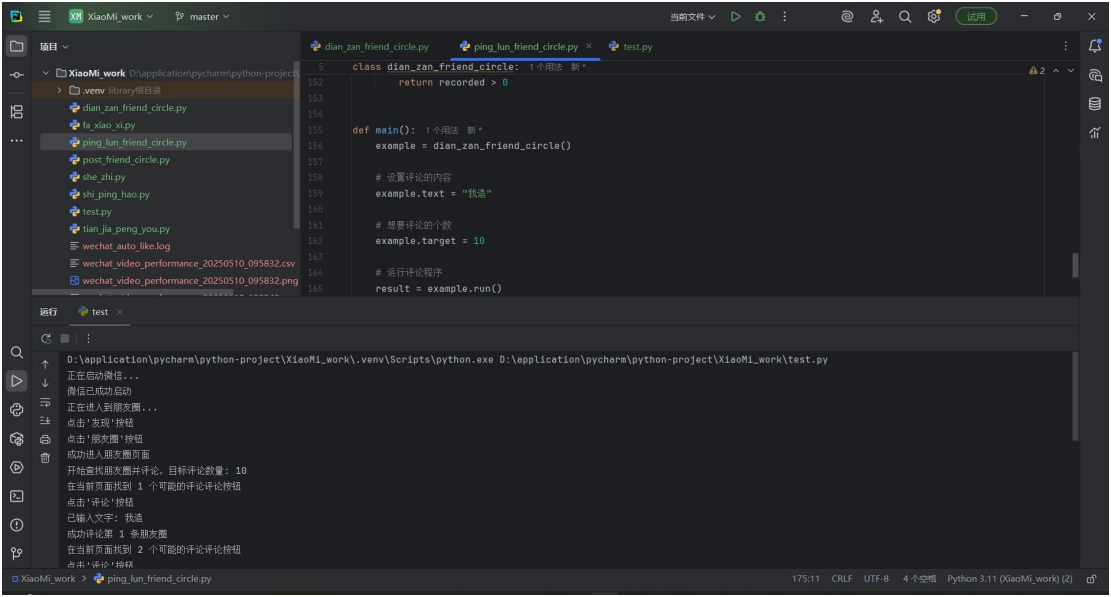 XM XiaoMi_work master 当前文件 试用
项目
dian_zan_friend_circle.py ping_lun_friend_circle.py test.py
XiaoMi_work D:\application\pycharm\python-project\
.venv library根目录
dian_zan_friend_circle.py
fa_xiao_xi.py
ping_lun_friend_circle.py
post_friend_circle.py
she_zhi.py
shi_ping_hao.py
test.py
tian_jia_peng_you.py
wechat_auto_like.log
wechat_video_performance_20250510_095832.csv
wechat_video_performance_20250510_095832.png
5 class dian_zan_friend_circle: 1个用法 新*
2
152 return recorded > 0
153
154
155 def main(): 1个用法 新*
156 example = dian_zan_friend_circle()
157
158 # 设置评论的内容
159 example.text = "我造"
160
161 # 想要评论的个数
162 example.target = 10
163
164 # 运行评论程序
165 result = example.run()
运行 test
D:\application\pycharm\python-project\XiaoMi_work\.venv\Scripts\python.exe D:\application\pycharm\python-project\XiaoMi_work\test.py
正在启动微信...
微信已成功启动
正在进入到朋友圈...
点击'发现'按钮
点击'朋友圈'按钮
成功进入朋友圈页面
开始查找朋友圈并评论，目标评论数量: 10
在当前页面找到 1 个可能的评论评论按钮
点击'评论'按钮
已输入文字: 我造
成功评论第 1 条朋友圈
在当前页面找到 2 个可能的评论评论按钮
点击'评论'按钮
XiaoMi_work > ping_lun_friend_circle.py 175:11 CRLF UTF-8 4个空格 Python 3.11 (XiaoMi_work) (2)